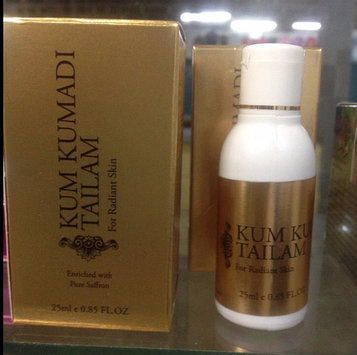 KUM KUMADI
TAILAM
For Radiant Skin
Enriched with
Pure Saffron
25ml e 0.85 FL.OZ
KUM KU
TAILAM
For Radiant Skin
25ml e 0.85 FL.OZ